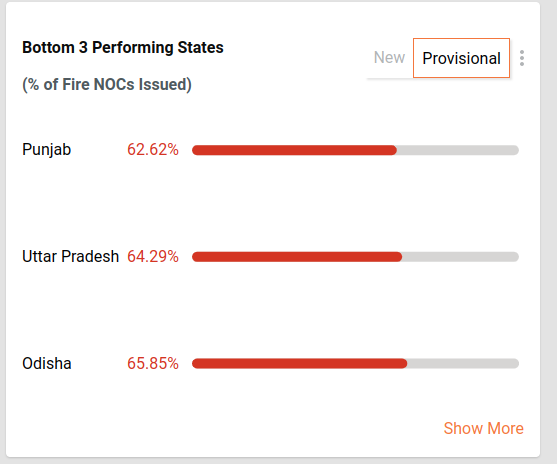 Bottom 3 Performing States
(% of Fire NOCs Issued)
New
Provisional
Punjab 62.62%
Uttar Pradesh 64.29%
Odisha 65.85%
Show More